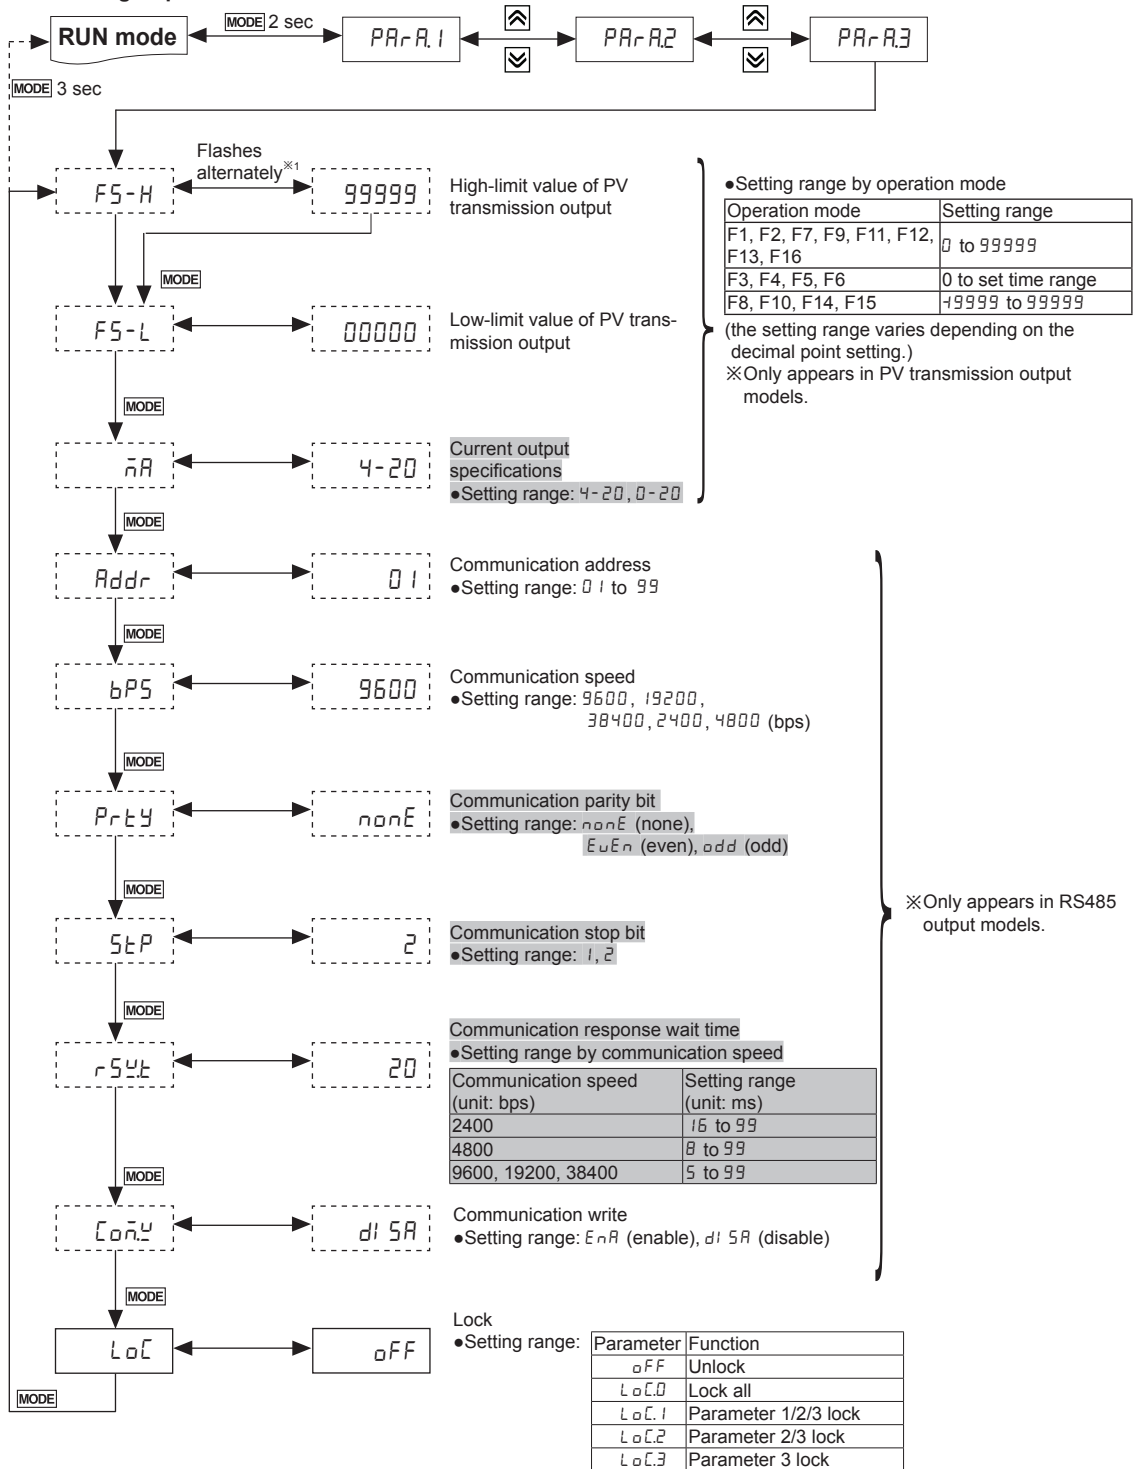 RUN mode
MODE 2 sec
PArA.1
PArA.2
PArA.3
MODE 3 sec
Flashes
alternately※1
FS-H
99999
High-limit value of PV
transmission output
●Setting range by operation mode
Operation mode Setting range
F1, F2, F7, F9, F11, F12,
F13, F16
0 to 99999
F3, F4, F5, F6 0 to set time range
F8, F10, F14, F15 -19999 to 99999
(the setting range varies depending on the
decimal point setting.)
※Only appears in PV transmission output
models.
MODE
FS-L
00000
Low-limit value of PV trans-
mission output
MODE
mA
4-20
Current output
specifications
●Setting range: 4-20, 0-20
MODE
Addr
01
Communication address
●Setting range: 01 to 99
MODE
bPS
9600
Communication speed
●Setting range: 9600, 19200,
38400, 2400, 4800 (bps)
MODE
Prty
nonE
Communication parity bit
●Setting range: nonE (none),
EvEn (even), odd (odd)
MODE
StP
2
Communication stop bit
●Setting range: 1, 2
※Only appears in RS485
output models.
MODE
rSW.t
20
Communication response wait time
●Setting range by communication speed
Communication speed
(unit: bps)
Setting range
(unit: ms)
2400 16 to 99
4800 8 to 99
9600, 19200, 38400 5 to 99
MODE
Com.W
diSA
Communication write
●Setting range: EnA (enable), diSA (disable)
MODE
LoC
oFF
Lock
●Setting range:
Parameter Function
oFF Unlock
LoC.0 Lock all
LoC.1 Parameter 1/2/3 lock
LoC.2 Parameter 2/3 lock
LoC.3 Parameter 3 lock
MODE